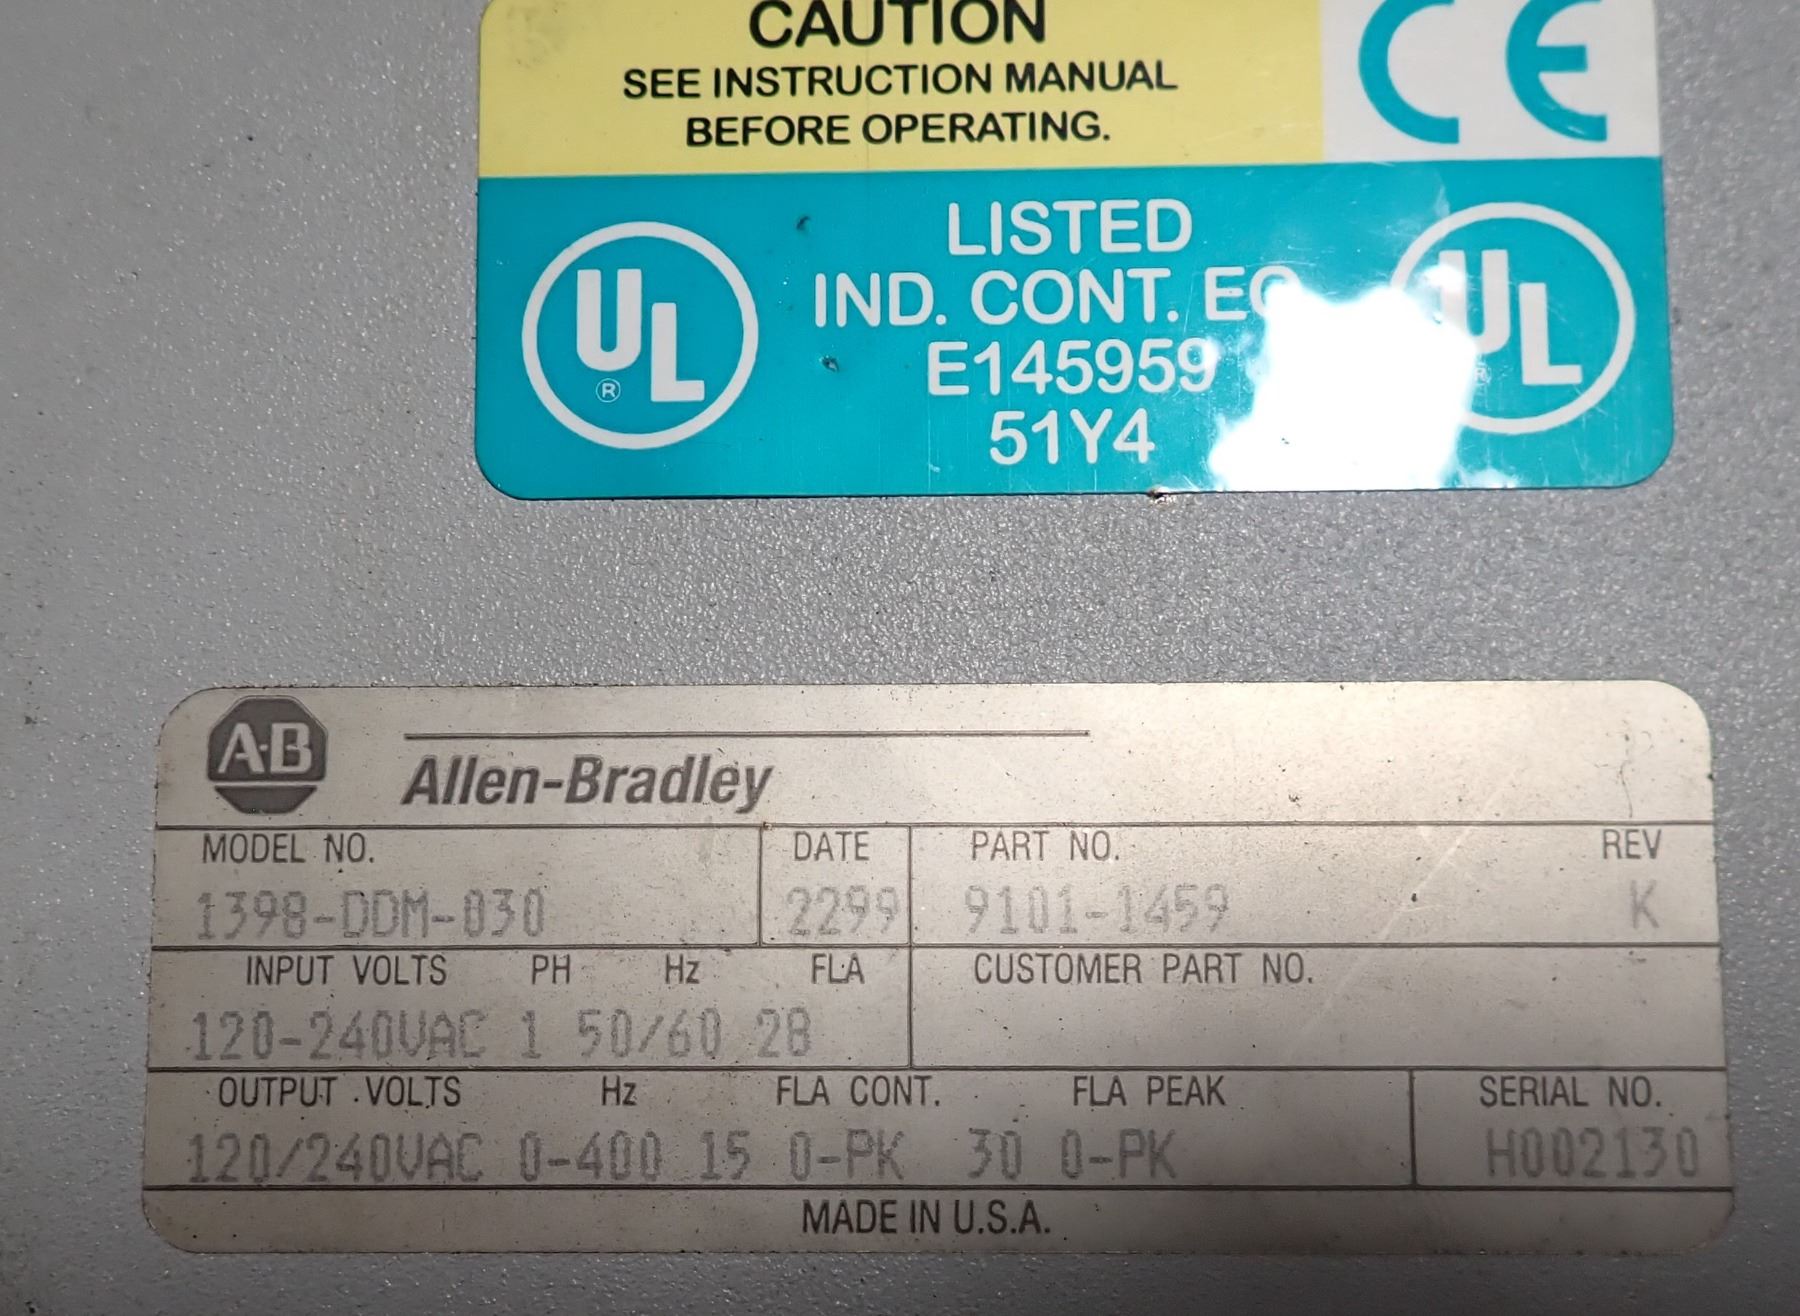 CAUTION
SEE INSTRUCTION MANUAL
BEFORE OPERATING.
CE
UL
®
LISTED
IND. CONT. EQ.
E145959
51Y4
UL
®
A-B
Allen-Bradley
MODEL NO.
DATE
PART NO.
REV
1398-DDM-030
2299
9101-1459
K
INPUT VOLTS PH Hz FLA
CUSTOMER PART NO.
120-240VAC 1 50/60 28
OUTPUT VOLTS Hz FLA CONT. FLA PEAK
SERIAL NO.
120/240VAC 0-400 15 0-PK 30 0-PK
H002130
MADE IN U.S.A.